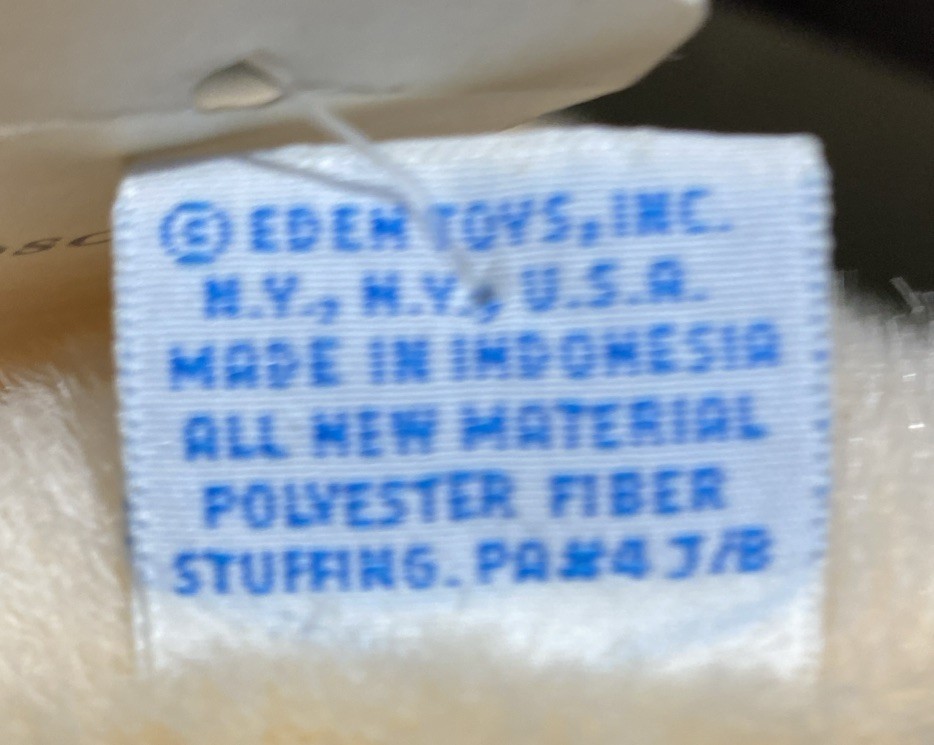 © EDEN TOYS, INC.
N.Y., N.Y., U.S.A.
MADE IN INDONESIA
ALL NEW MATERIAL
POLYESTER FIBER
STUFFING. PA#4 J/B